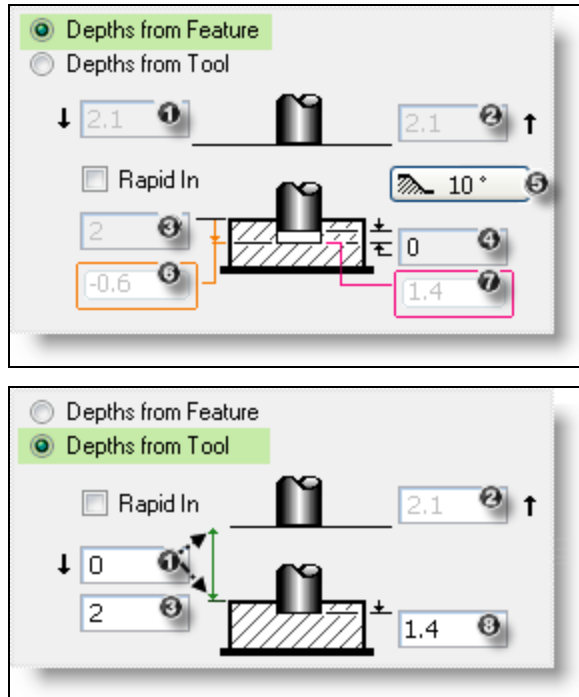 Depths from Feature
Depths from Tool
↓ 2.1 1 2.1 2 ↑
Rapid In 10° 5
2 3 0 4
-0.6 6 1.4 7
Depths from Feature
Depths from Tool
Rapid In 2.1 2 ↑
↓ 0 1
2 3 1.4 8